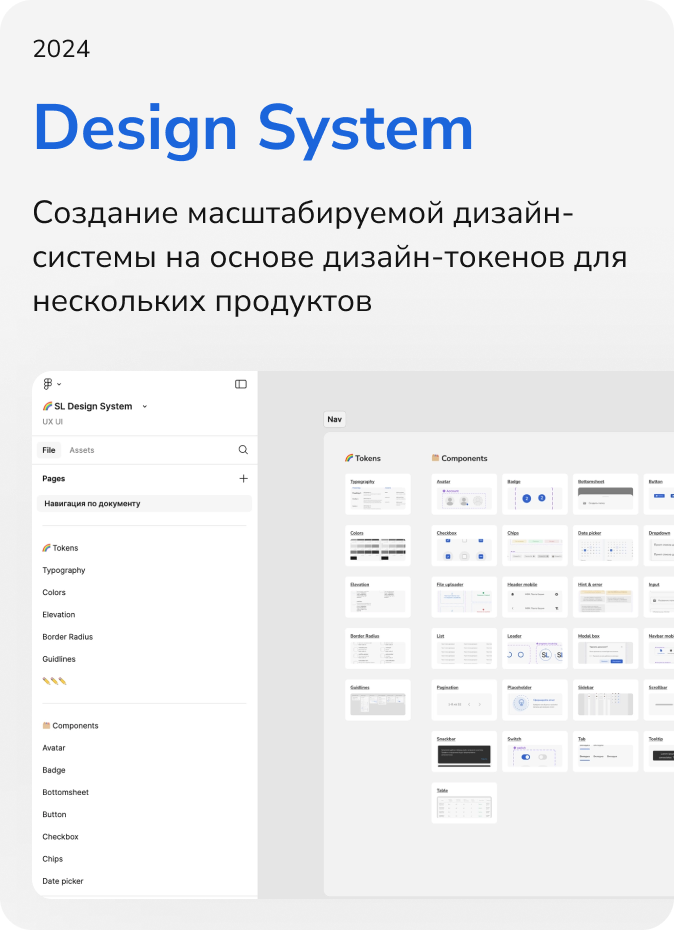 2024
Design System
Создание масштабируемой дизайн-
системы на основе дизайн-токенов для
нескольких продуктов
SL Design System
UX UI
File Assets
Pages
Навигация по документу
Tokens
Typography
Colors
Elevation
Border Radius
Guidlines
Components
Avatar
Badge
Bottomsheet
Button
Checkbox
Chips
Date picker
Nav
Tokens
Components
Typography
Avatar
Badge
Bottomsheet
Button
Colors
Checkbox
Chips
Date picker
Dropdown
Elevation
File uploader
Header mobile
Hint & error
Input
Border Radius
List
Loader
Modal box
Navbar mobi
Guidlines
Pagination
Placeholder
Sidebar
Scrollbar
Snackbar
Switch
Tab
Tooltip
Table